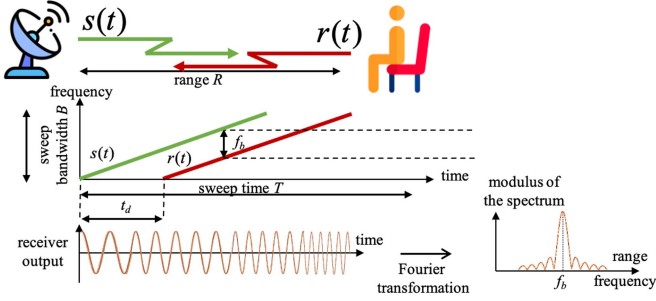 s(t)
r(t)
range R
frequency
sweep
bandwidth B
s(t)
r(t)
f_b
time
sweep time T
t_d
receiver
output
time
Fourier
transformation
modulus of
the spectrum
range
f_b
frequency